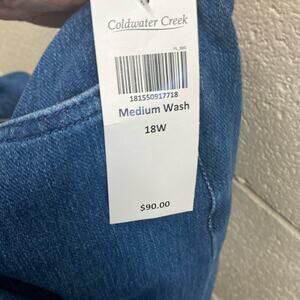 Coldwater Creek
181550917718
Medium Wash
18W
$90.00